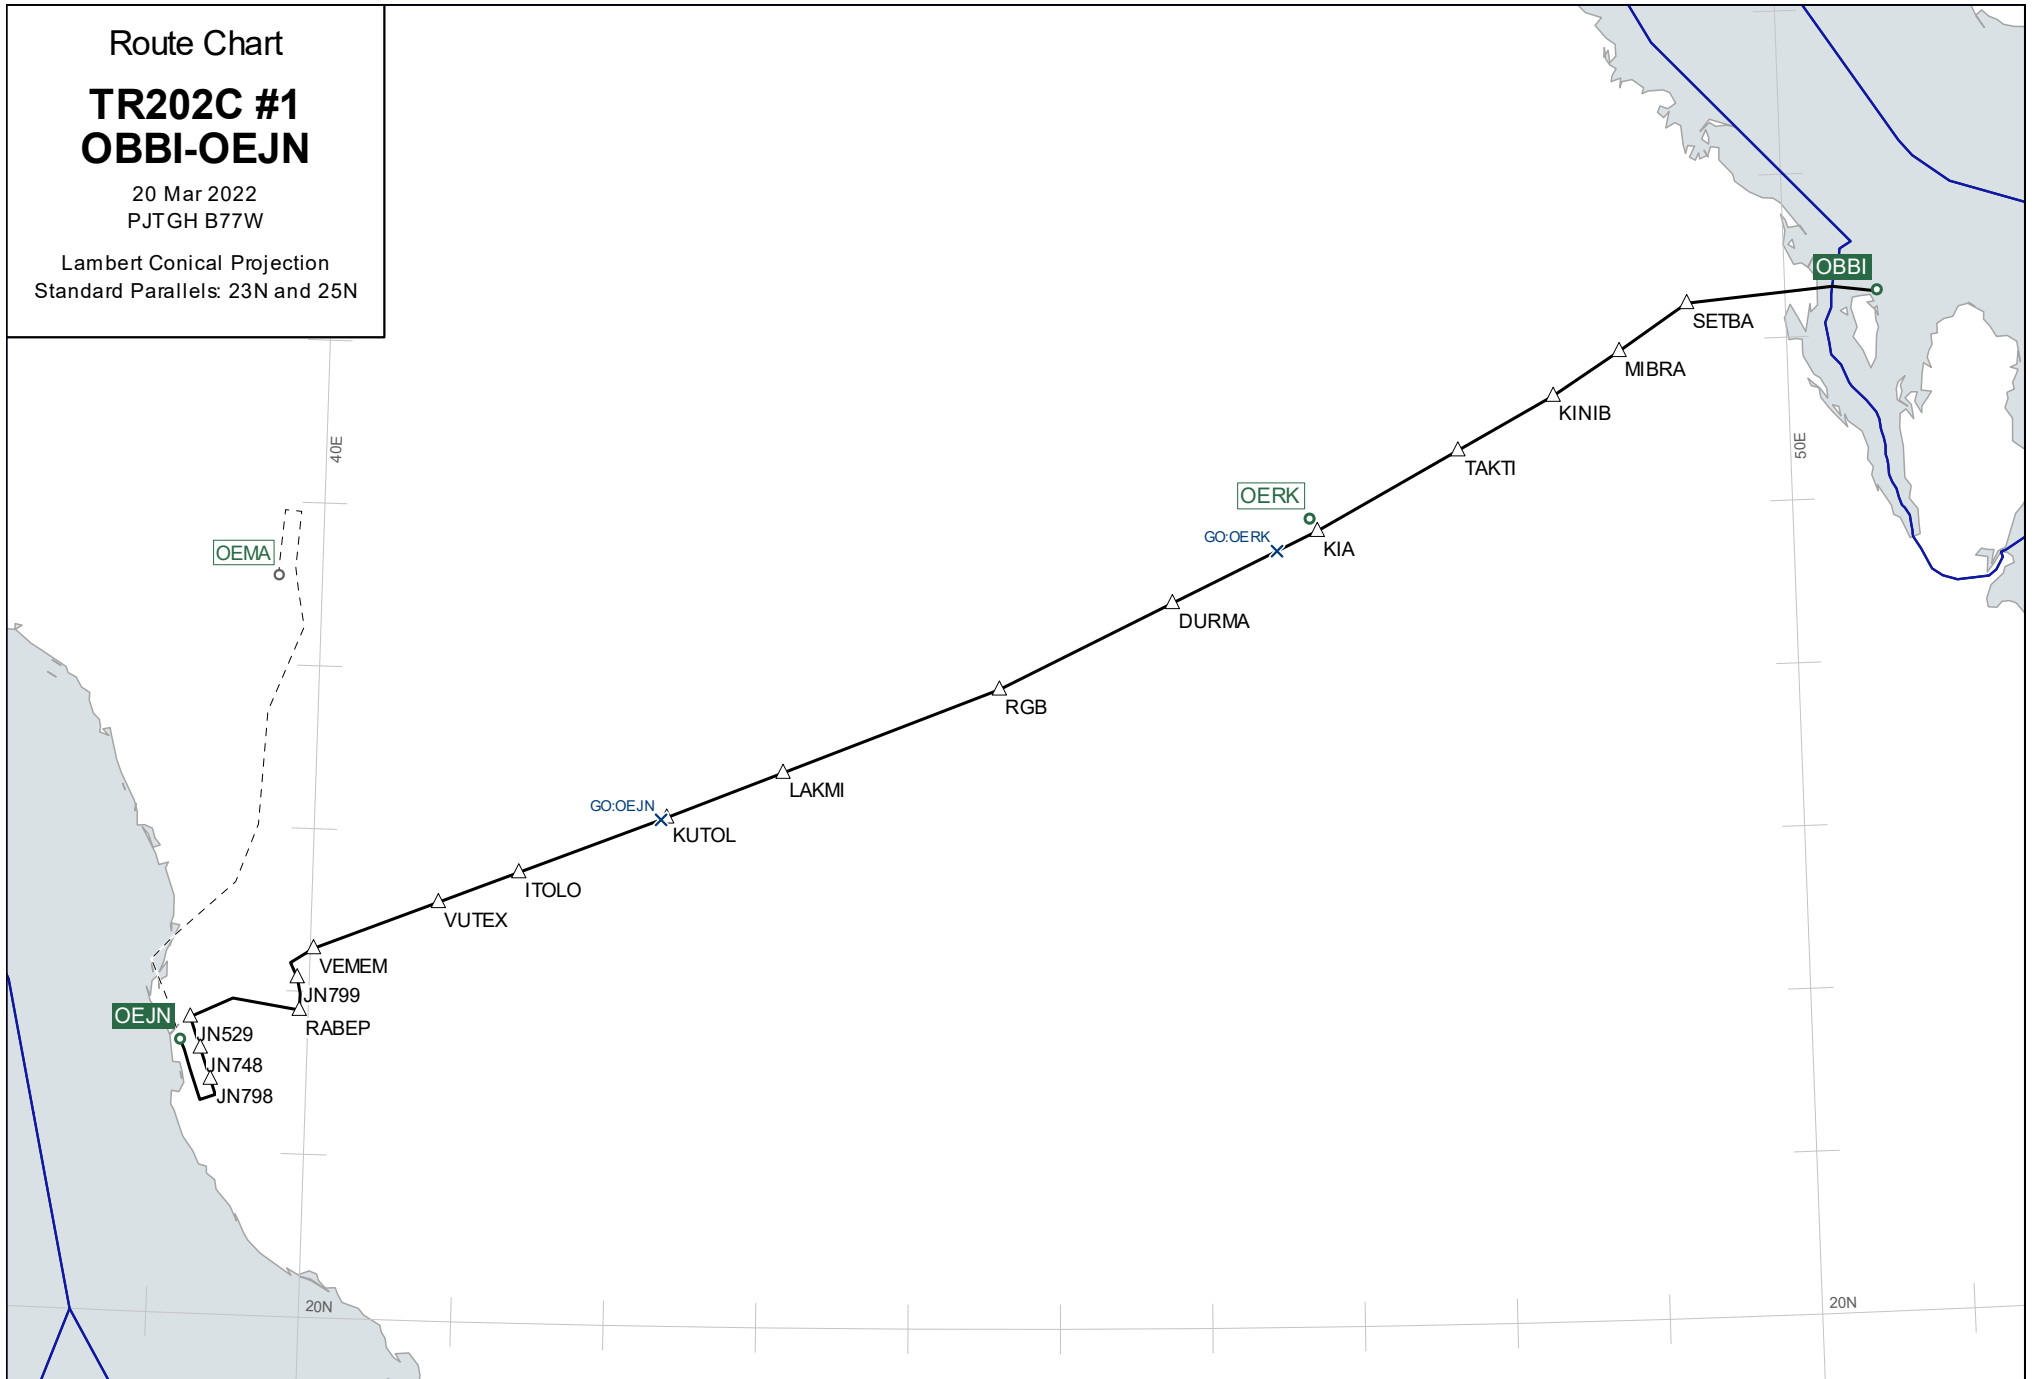 Route Chart
TR202C #1
OBBI-OEJN
20 Mar 2022
PJTGH B77W
Lambert Conical Projection
Standard Parallels: 23N and 25N
OBBI
SETBA
MIBRA
KINIB
40E
50E
TAKTI
OERK
GO:OERK
KIA
OEMA
DURMA
RGB
LAKMI
GO:OEJN
KUTOL
ITOLO
VUTEX
VEMEM
JN799
OEJN
RABEP
JN529
JN748
JN798
20N
20N